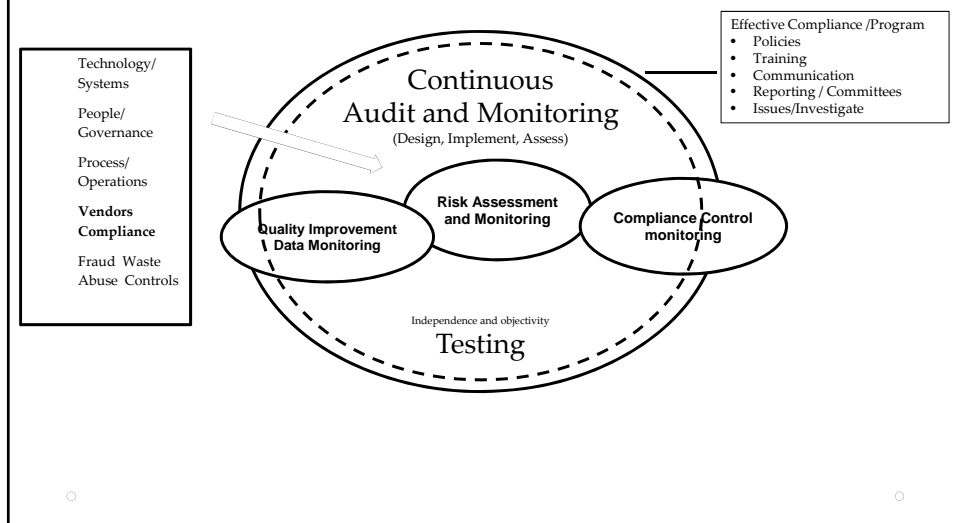 Technology/
Systems
People/
Governance
Process/
Operations
Vendors
Compliance
Fraud Waste
Abuse Controls
Continuous
Audit and Monitoring
(Design, Implement, Assess)
Quality Improvement
Data Monitoring
Risk Assessment
and Monitoring
Compliance Control
monitoring
Independence and objectivity
Testing
Effective Compliance /Program
• Policies
• Training
• Communication
• Reporting / Committees
• Issues/Investigate